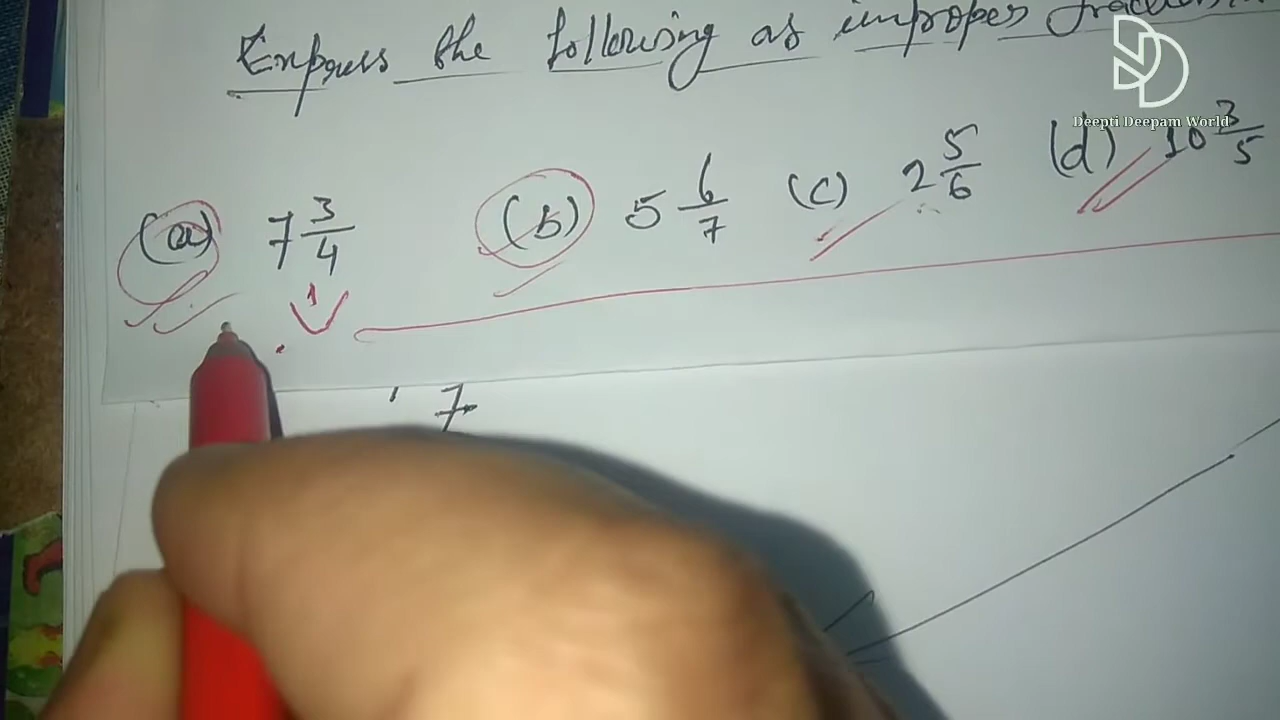 Express the following as improper fractions
Deepti Deepam World
(a) 7 3/4 (b) 5 6/7 (c) 2 5/6 (d) 10 3/5
7